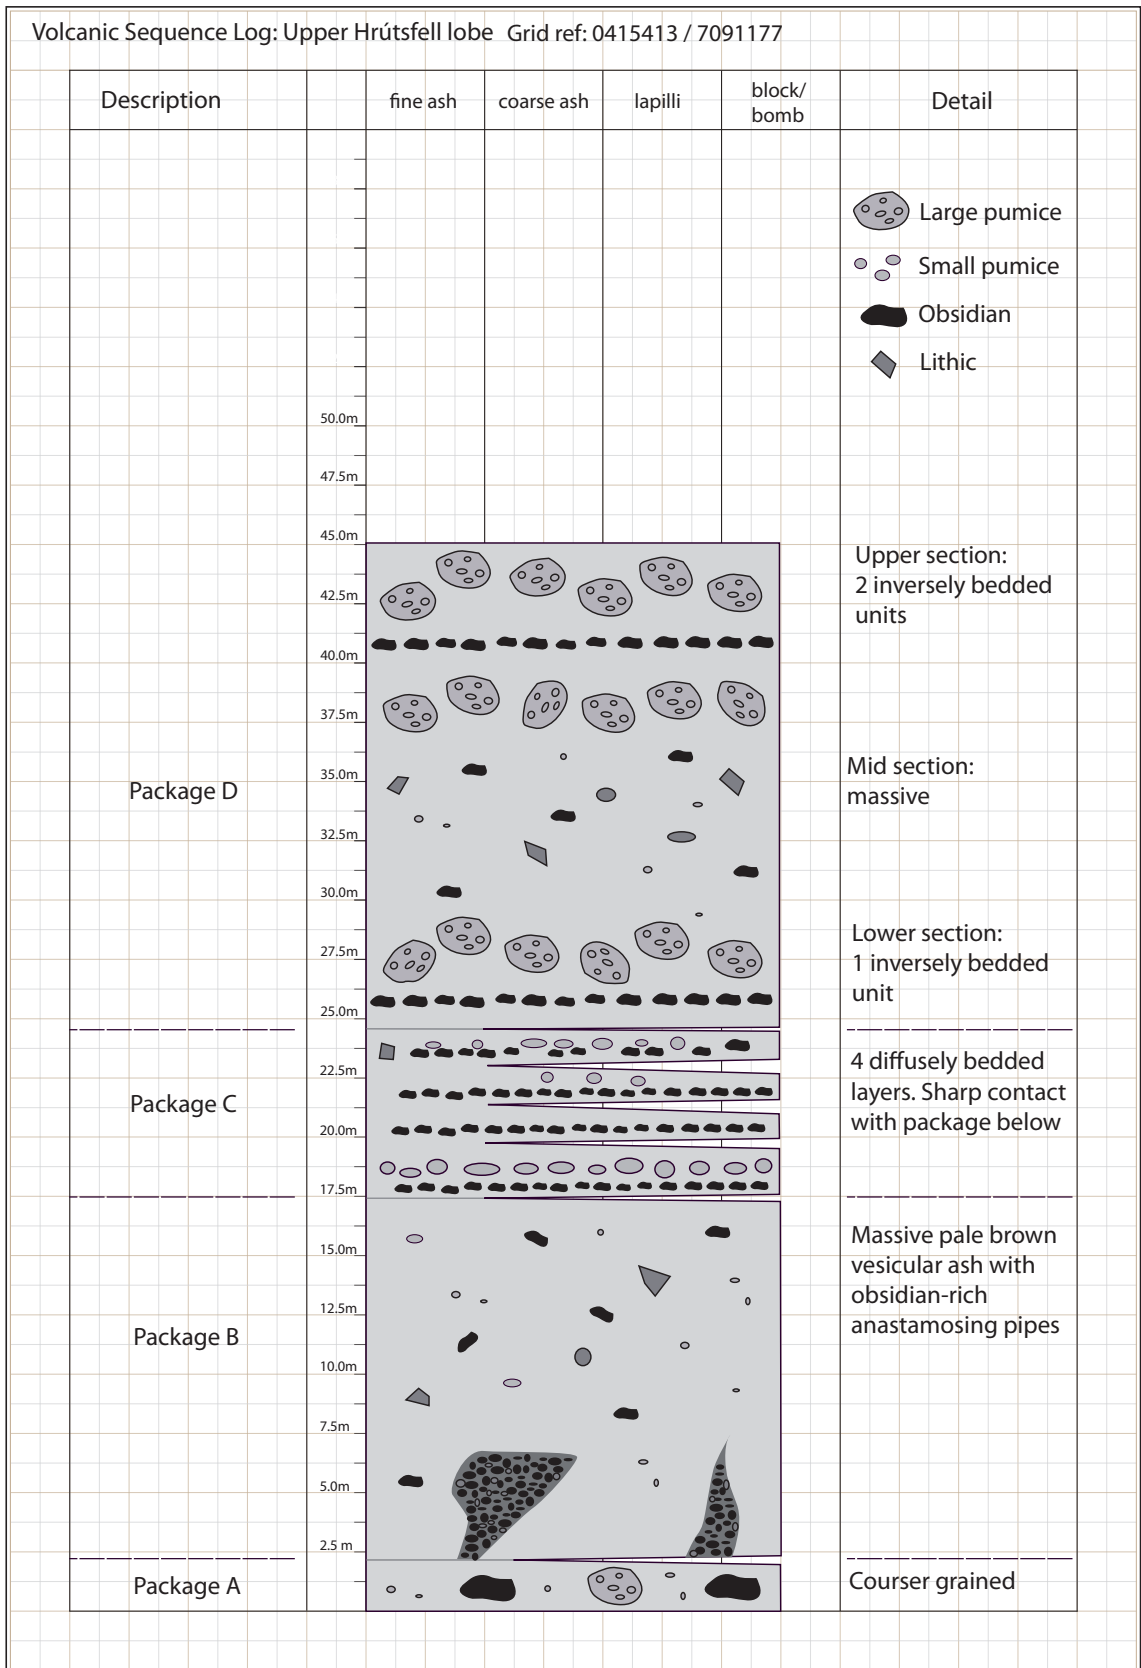 Volcanic Sequence Log: Upper Hrútsfell lobe Grid ref: 0415413 / 7091177
Description
fine ash
coarse ash
lapilli
block/
bomb
Detail
Large pumice
Small pumice
Obsidian
Lithic
50.0m
47.5m
45.0m
42.5m
40.0m
37.5m
35.0m
32.5m
30.0m
27.5m
25.0m
22.5m
20.0m
17.5m
15.0m
12.5m
10.0m
7.5m
5.0m
2.5 m
Upper section:
2 inversely bedded
units
Package D
Mid section:
massive
Lower section:
1 inversely bedded
unit
Package C
4 diffusely bedded
layers. Sharp contact
with package below
Package B
Massive pale brown
vesicular ash with
obsidian-rich
anastamosing pipes
Package A
Courser grained